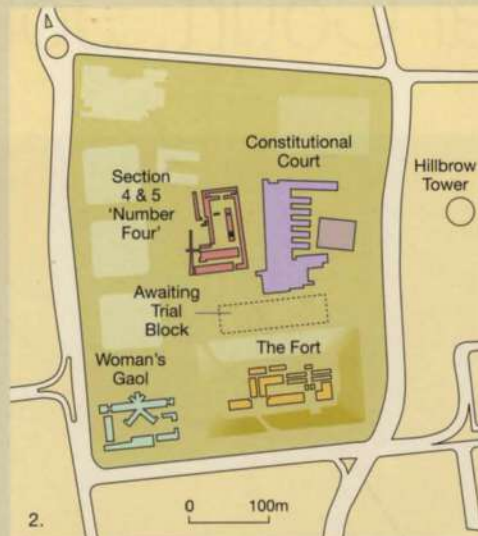 Constitutional
Court
Hillbrow
Tower
Section
4 & 5
'Number
Four'
Awaiting
Trial
Block
The Fort
Woman's
Gaol
0 100m
2.